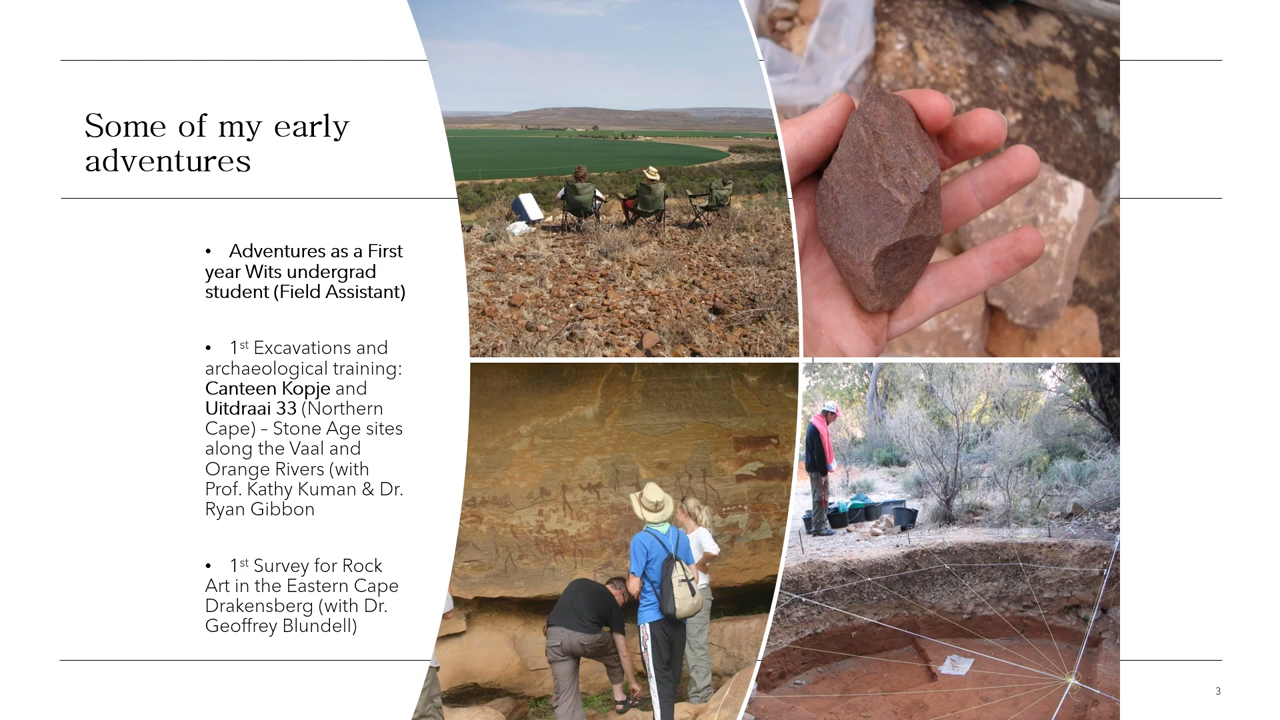 Some of my early
adventures
• Adventures as a First
year Wits undergrad
student (Field Assistant)
• 1st Excavations and
archaeological training:
Canteen Kopje and
Uitdraai 33 (Northern
Cape) – Stone Age sites
along the Vaal and
Orange Rivers (with
Prof. Kathy Kuman & Dr.
Ryan Gibbon
• 1st Survey for Rock
Art in the Eastern Cape
Drakensberg (with Dr.
Geoffrey Blundell)
3